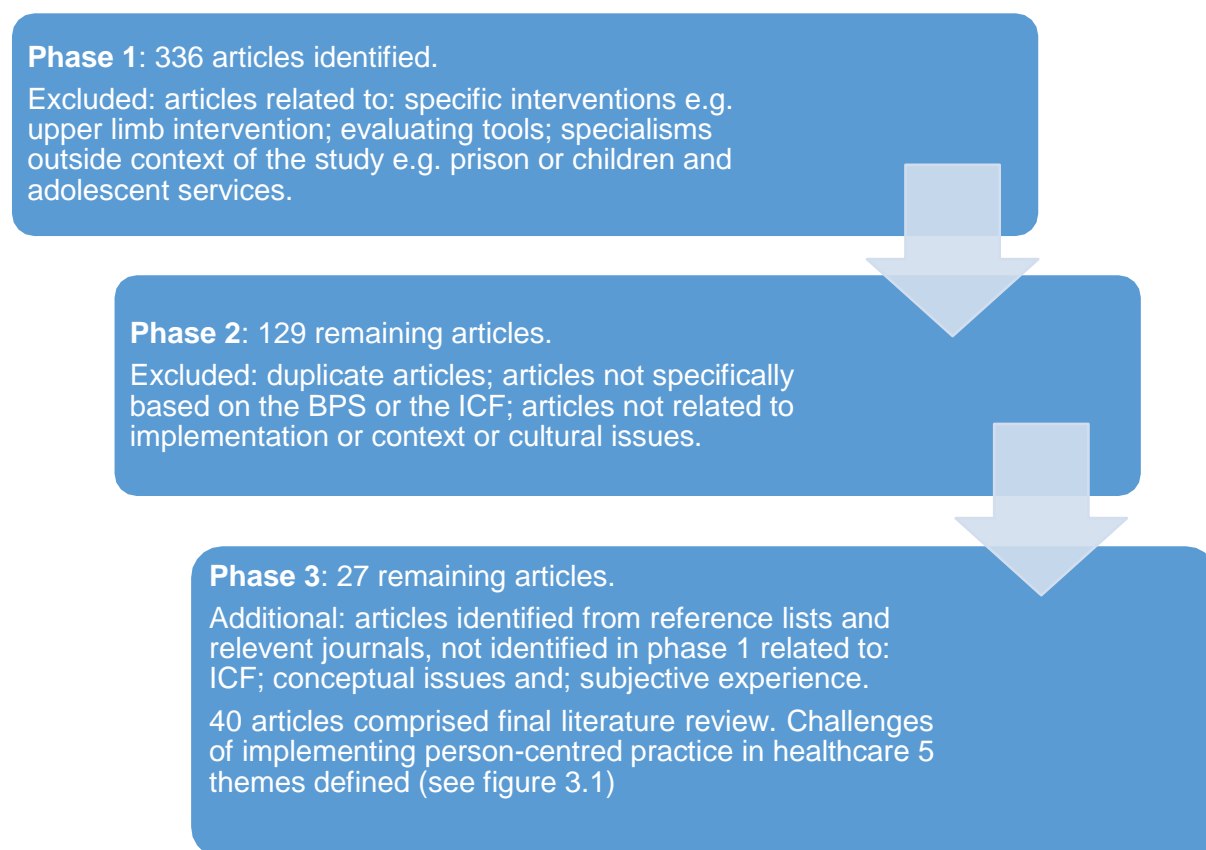 Phase 1: 336 articles identified.
Excluded: articles related to: specific interventions e.g.
upper limb intervention; evaluating tools; specialisms
outside context of the study e.g. prison or children and
adolescent services.
Phase 2: 129 remaining articles.
Excluded: duplicate articles; articles not specifically
based on the BPS or the ICF; articles not related to
implementation or context or cultural issues.
Phase 3: 27 remaining articles.
Additional: articles identified from reference lists and
relevent journals, not identified in phase 1 related to:
ICF; conceptual issues and; subjective experience.
40 articles comprised final literature review. Challenges
of implementing person-centred practice in healthcare 5
themes defined (see figure 3.1)